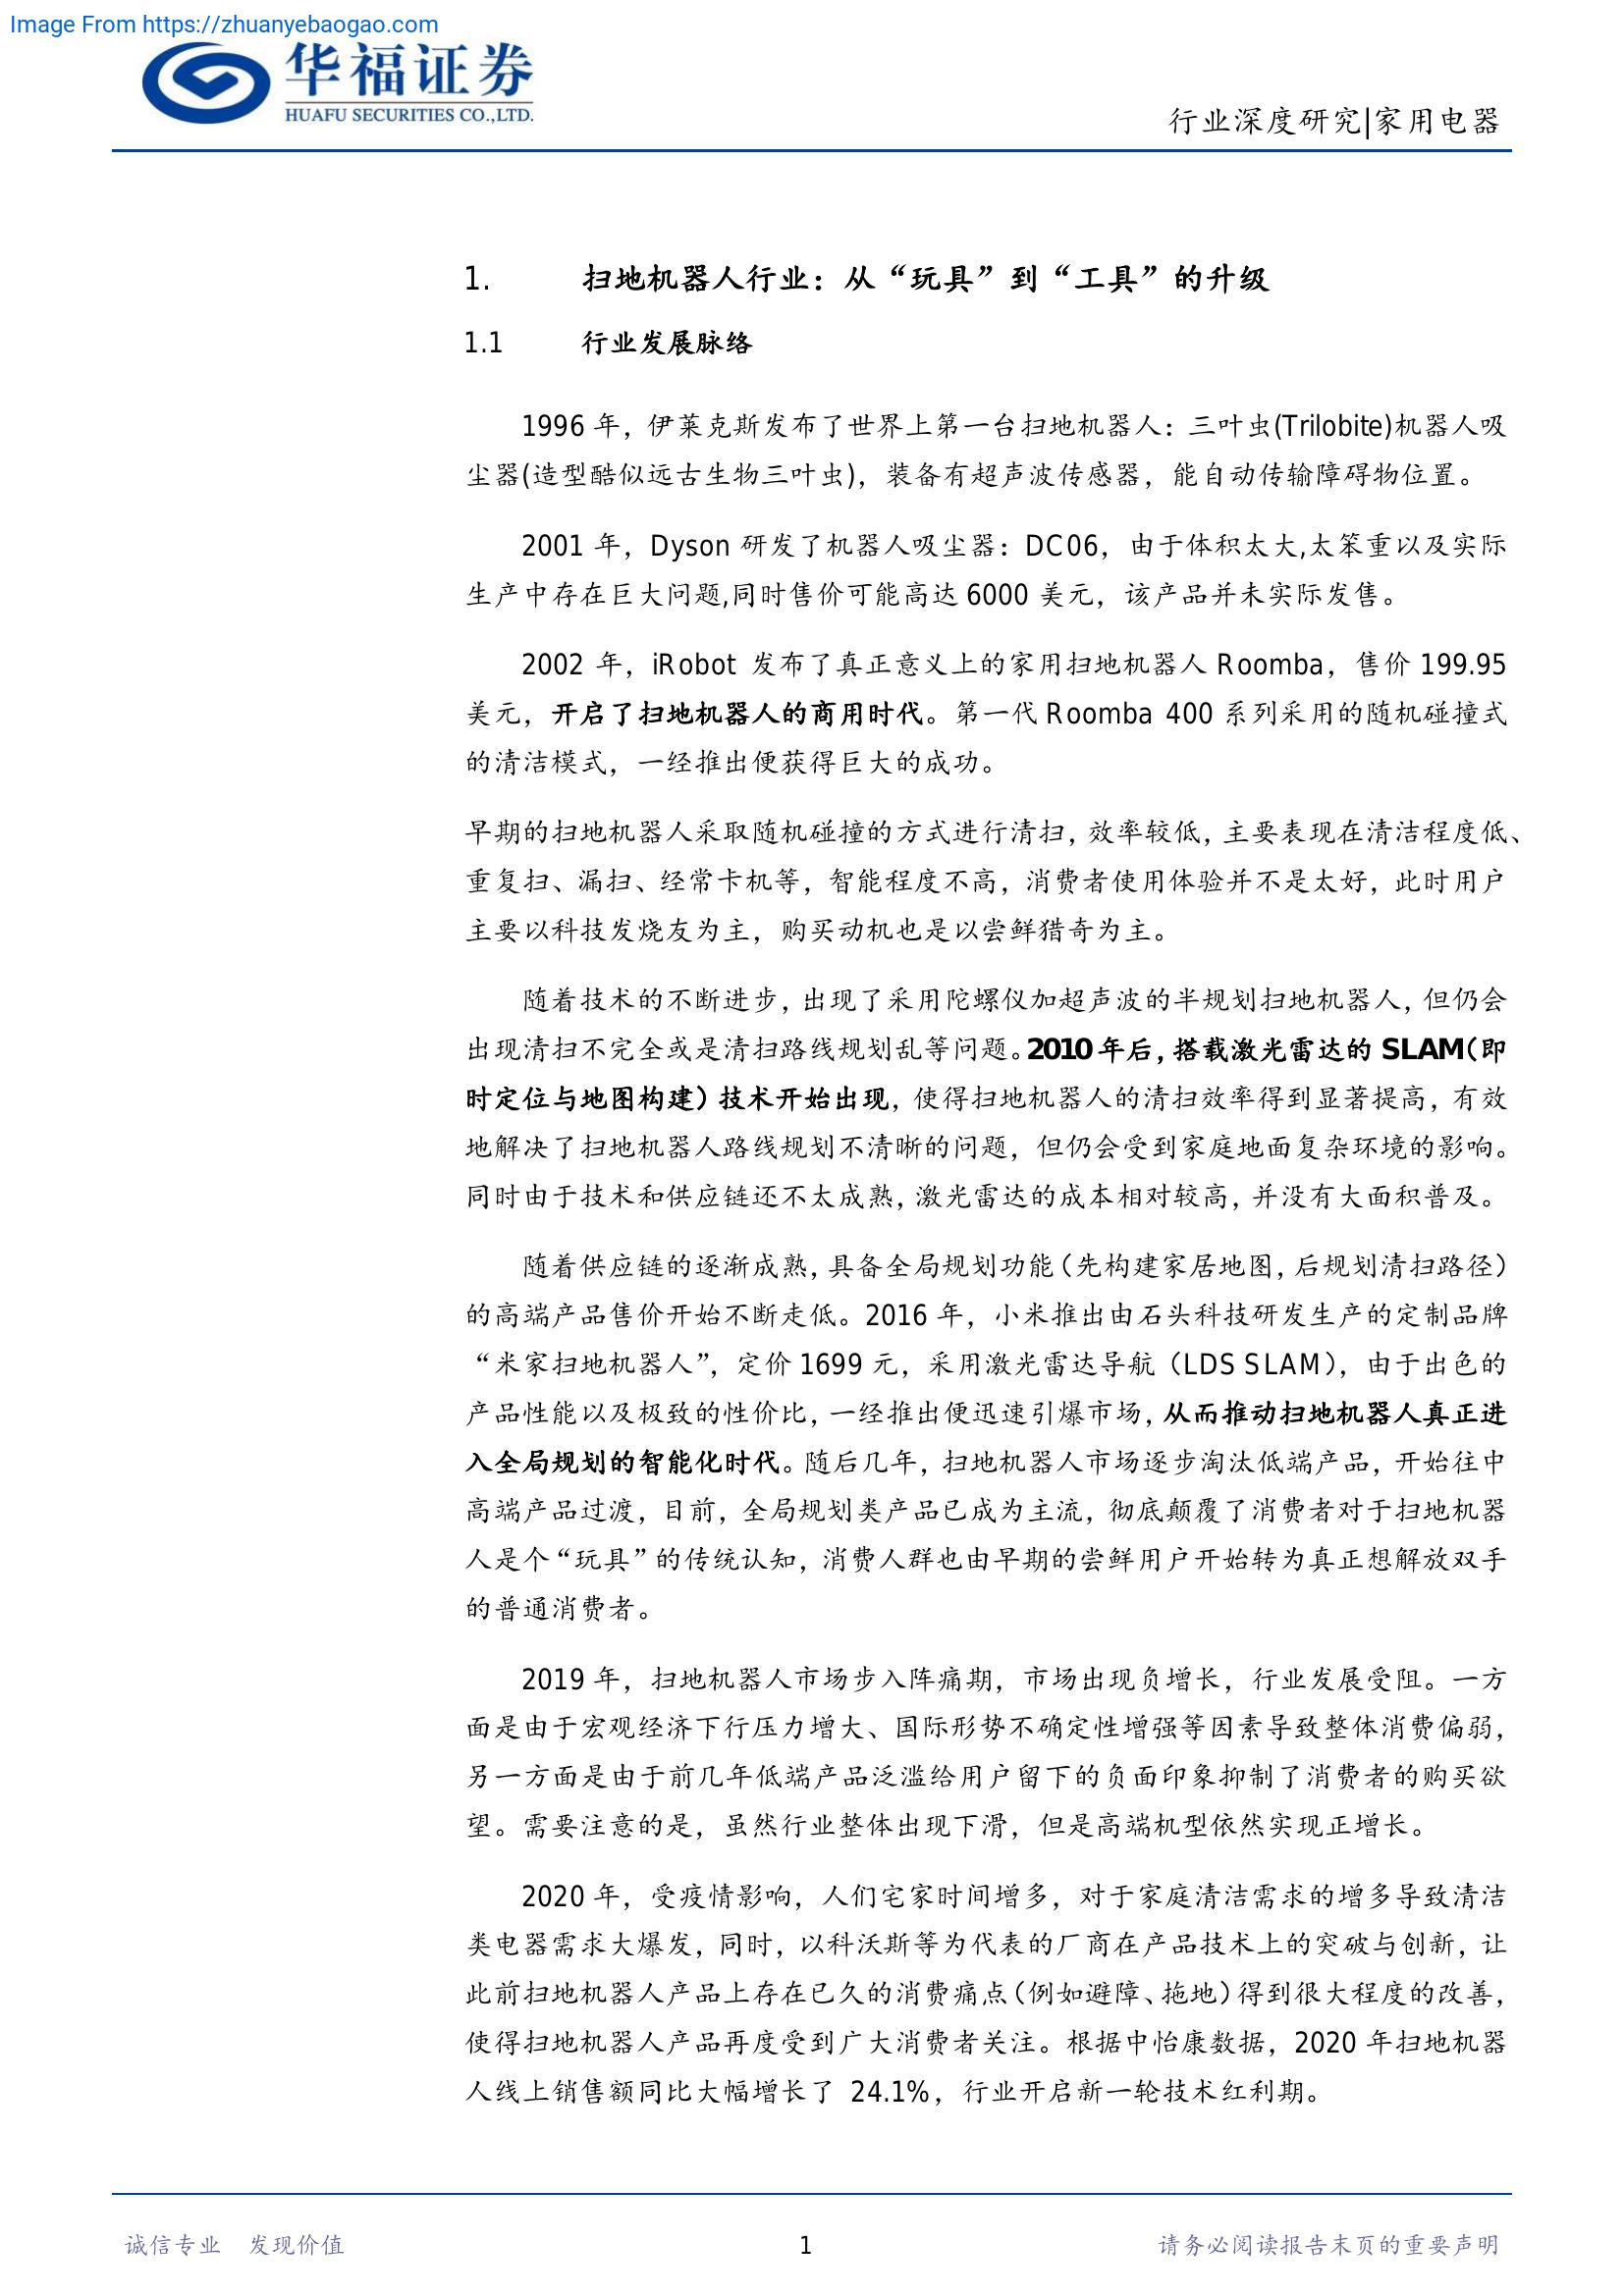 Image From https://zhuanyebaogao.com
华福证券
HUAFU SECURITIES CO.,LTD.
行业深度研究|家用电器
1. 扫地机器人行业：从“玩具”到“工具”的升级
1.1 行业发展脉络
1996 年，伊莱克斯发布了世界上第一台扫地机器人：三叶虫(Trilobite)机器人吸
尘器(造型酷似远古生物三叶虫)，装备有超声波传感器，能自动传输障碍物位置。
2001 年，Dyson 研发了机器人吸尘器：DC06，由于体积太大,太笨重以及实际
生产中存在巨大问题,同时售价可能高达 6000 美元，该产品并未实际发售。
2002 年，iRobot 发布了真正意义上的家用扫地机器人 Roomba，售价 199.95
美元，开启了扫地机器人的商用时代。第一代 Roomba 400 系列采用的随机碰撞式
的清洁模式，一经推出便获得巨大的成功。
早期的扫地机器人采取随机碰撞的方式进行清扫，效率较低，主要表现在清洁程度低、
重复扫、漏扫、经常卡机等，智能程度不高，消费者使用体验并不是太好，此时用户
主要以科技发烧友为主，购买动机也是以尝鲜猎奇为主。
随着技术的不断进步，出现了采用陀螺仪加超声波的半规划扫地机器人，但仍会
出现清扫不完全或是清扫路线规划乱等问题。2010 年后，搭载激光雷达的 SLAM（即
时定位与地图构建）技术开始出现，使得扫地机器人的清扫效率得到显著提高，有效
地解决了扫地机器人路线规划不清晰的问题，但仍会受到家庭地面复杂环境的影响。
同时由于技术和供应链还不太成熟，激光雷达的成本相对较高，并没有大面积普及。
随着供应链的逐渐成熟，具备全局规划功能（先构建家居地图，后规划清扫路径）
的高端产品售价开始不断走低。2016 年，小米推出由石头科技研发生产的定制品牌
“米家扫地机器人”，定价 1699 元，采用激光雷达导航（LDS SLAM），由于出色的
产品性能以及极致的性价比，一经推出便迅速引爆市场，从而推动扫地机器人真正进
入全局规划的智能化时代。随后几年，扫地机器人市场逐步淘汰低端产品，开始往中
高端产品过渡，目前，全局规划类产品已成为主流，彻底颠覆了消费者对于扫地机器
人是个“玩具”的传统认知，消费人群也由早期的尝鲜用户开始转为真正想解放双手
的普通消费者。
2019 年，扫地机器人市场步入阵痛期，市场出现负增长，行业发展受阻。一方
面是由于宏观经济下行压力增大、国际形势不确定性增强等因素导致整体消费偏弱，
另一方面是由于前几年低端产品泛滥给用户留下的负面印象抑制了消费者的购买欲
望。需要注意的是，虽然行业整体出现下滑，但是高端机型依然实现正增长。
2020 年，受疫情影响，人们宅家时间增多，对于家庭清洁需求的增多导致清洁
类电器需求大爆发，同时，以科沃斯等为代表的厂商在产品技术上的突破与创新，让
此前扫地机器人产品上存在已久的消费痛点（例如避障、拖地）得到很大程度的改善，
使得扫地机器人产品再度受到广大消费者关注。根据中怡康数据，2020 年扫地机器
人线上销售额同比大幅增长了 24.1%，行业开启新一轮技术红利期。
诚信专业 发现价值
1
请务必阅读报告末页的重要声明